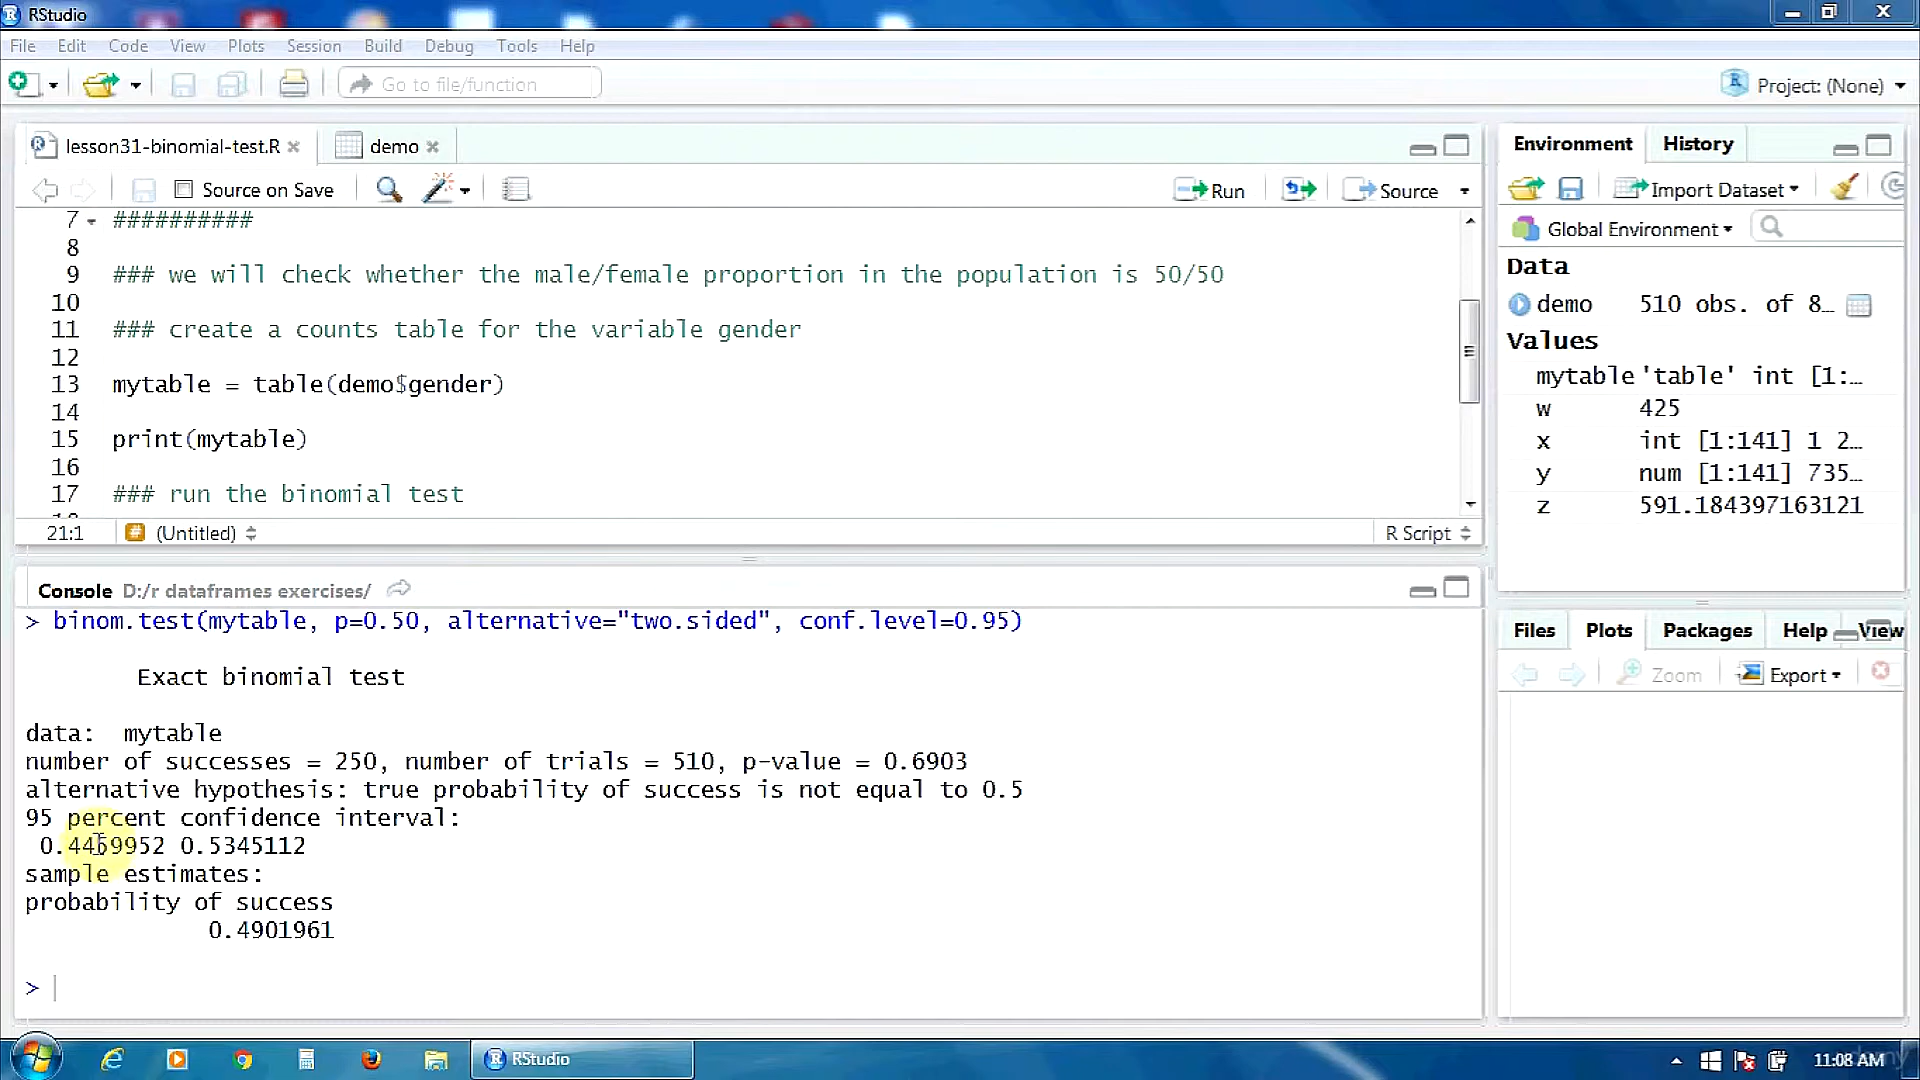 RStudio
File Edit Code View Plots Session Build Debug Tools Help
Go to file/function
Project: (None)
lesson31-binomial-test.R
demo
Source on Save
Run
Source
7 ##########
8
9 ### we will check whether the male/female proportion in the population is 50/50
10
11 ### create a counts table for the variable gender
12
13 mytable = table(demo$gender)
14
15 print(mytable)
16
17 ### run the binomial test
21:1 (Untitled) R Script
Console D:/r dataframes exercises/
> binom.test(mytable, p=0.50, alternative="two.sided", conf.level=0.95)
Exact binomial test
data: mytable
number of successes = 250, number of trials = 510, p-value = 0.6903
alternative hypothesis: true probability of success is not equal to 0.5
95 percent confidence interval:
0.4459952 0.5345112
sample estimates:
probability of success
0.4901961
>
Environment History
Import Dataset
Global Environment
Data
demo 510 obs. of 8…
Values
mytable 'table' int [1:…
w 425
x int [1:141] 1 2…
y num [1:141] 735…
z 591.184397163121
Files Plots Packages Help View
Zoom Export
RStudio
11:08 AM